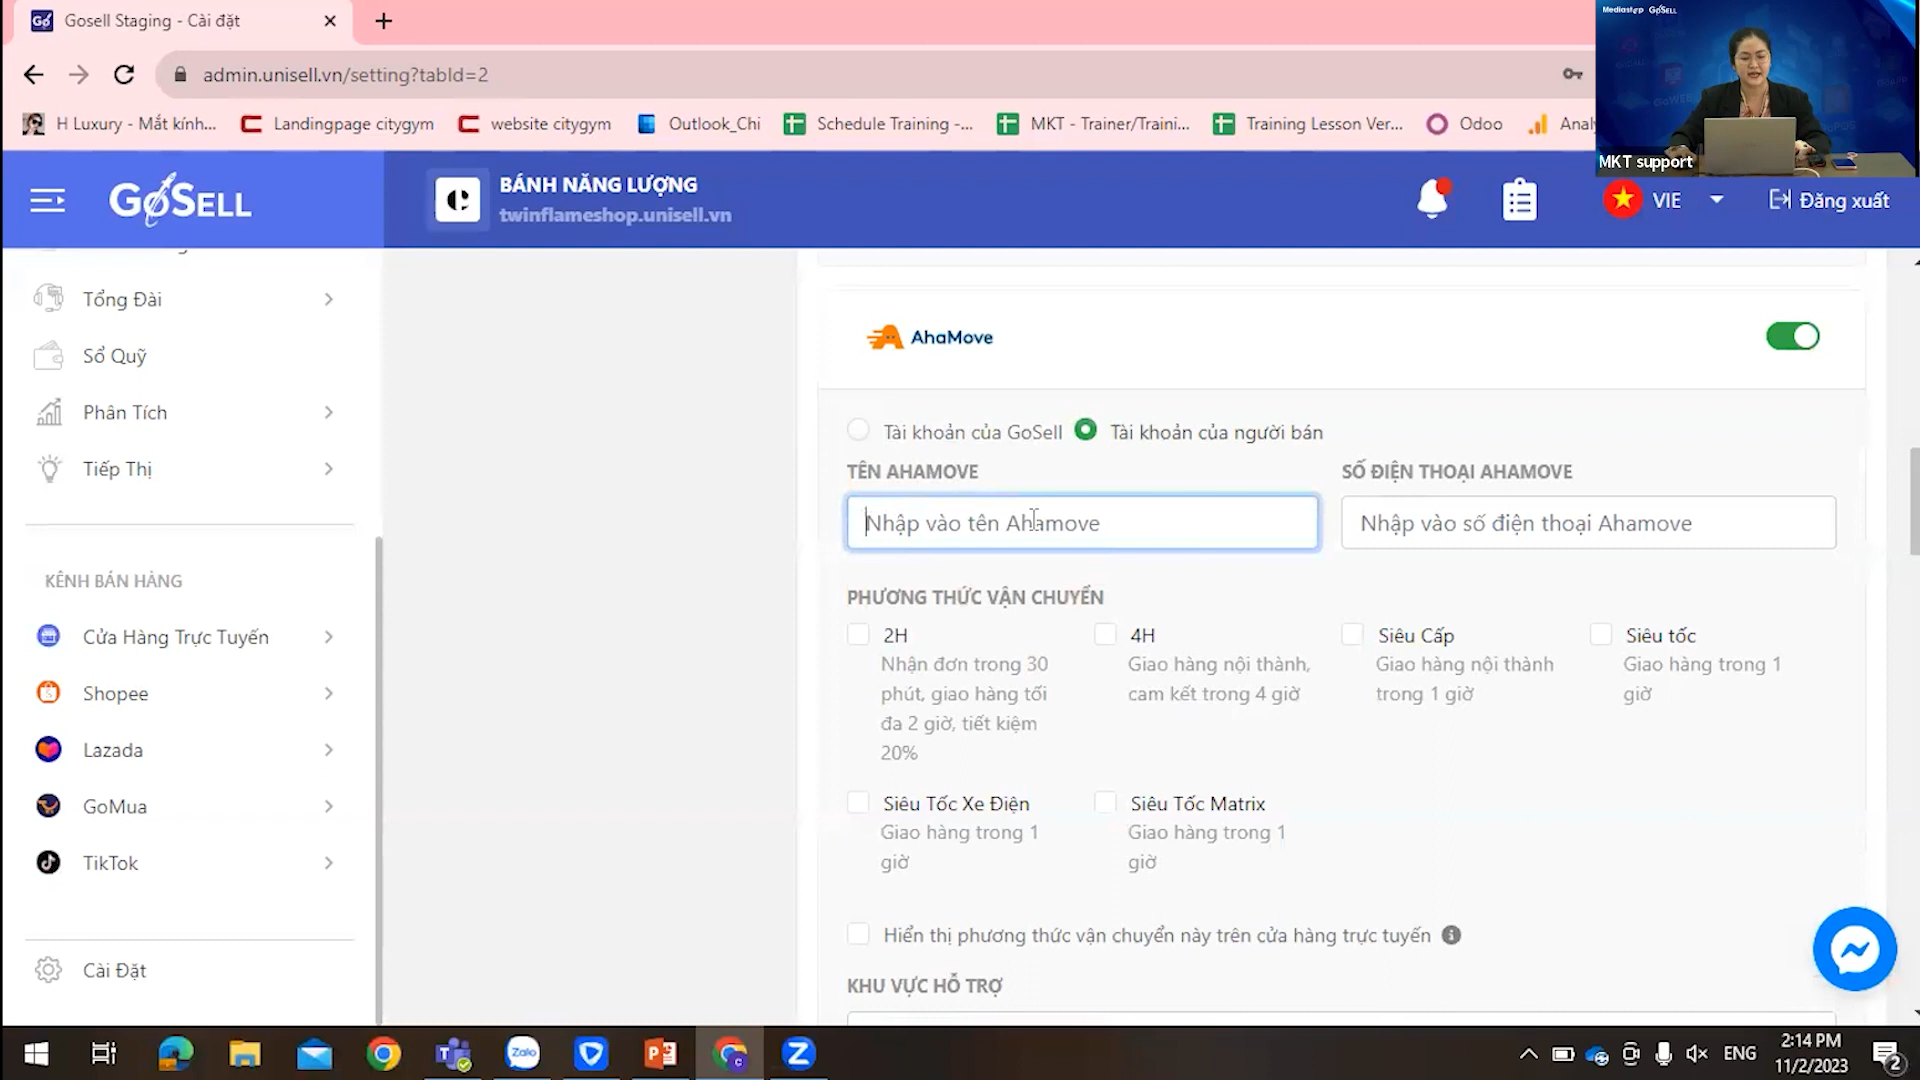 Gosell Staging - Cài đặt
admin.unisell.vn/setting?tabId=2
H Luxury - Mắt kính...
Landingpage citygym
website citygym
Outlook_Chi
Schedule Training -...
MKT - Trainer/Traini...
Training Lesson Ver...
Odoo
Mediastep GoSELL
MKT support
GoSELL
BÁNH NĂNG LƯỢNG
twinflameshop.unisell.vn
VIE
Đăng xuất
Tổng Đài
Sổ Quỹ
Phân Tích
Tiếp Thị
KÊNH BÁN HÀNG
Cửa Hàng Trực Tuyến
Shopee
Lazada
GoMua
TikTok
Cài Đặt
AhaMove
Tài khoản của GoSell
Tài khoản của người bán
TÊN AHAMOVE
SỐ ĐIỆN THOẠI AHAMOVE
Nhập vào tên Ahamove
Nhập vào số điện thoại Ahamove
PHƯƠNG THỨC VẬN CHUYỂN
2H
Nhận đơn trong 30
phút, giao hàng tối
đa 2 giờ, tiết kiệm
20%
4H
Giao hàng nội thành,
cam kết trong 4 giờ
Siêu Cấp
Giao hàng nội thành
trong 1 giờ
Siêu tốc
Giao hàng trong 1
giờ
Siêu Tốc Xe Điện
Giao hàng trong 1
giờ
Siêu Tốc Matrix
Giao hàng trong 1
giờ
Hiển thị phương thức vận chuyển này trên cửa hàng trực tuyến
KHU VỰC HỖ TRỢ
Zalo
ENG
2:14 PM
11/2/2023
2